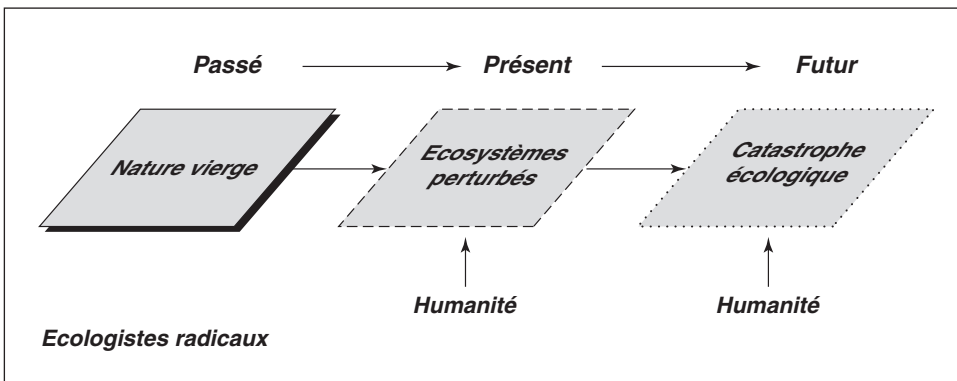 Passé Présent Futur
Nature vierge
Ecosystèmes
perturbés
Catastrophe
écologique
Humanité Humanité
Ecologistes radicaux